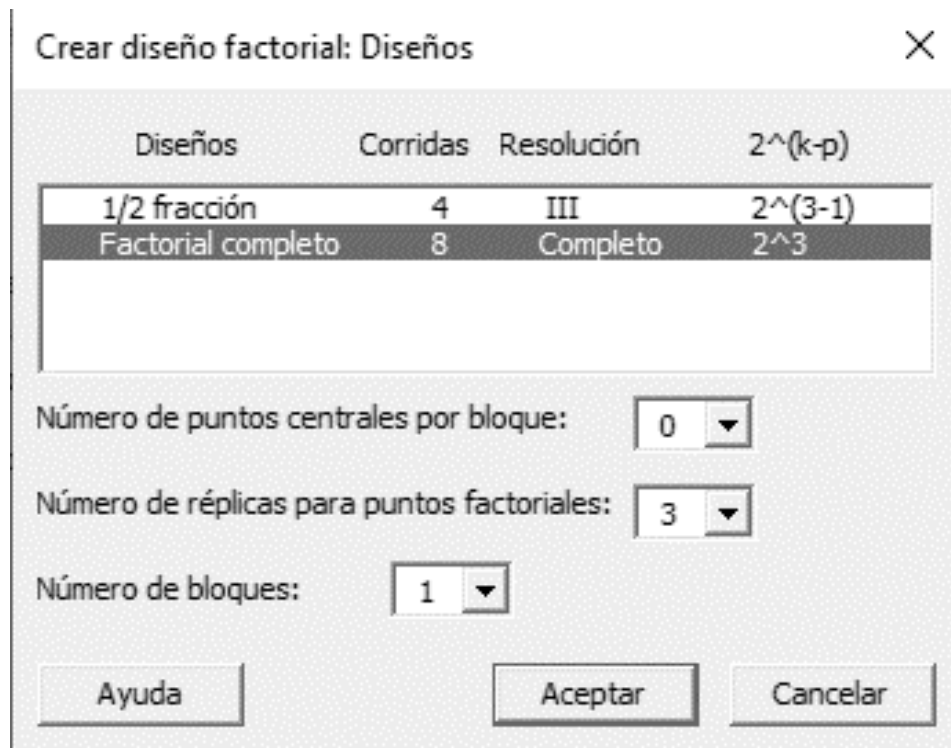 Crear diseño factorial: Diseños
Diseños Corridas Resolución 2^(k-p)
1/2 fracción 4 III 2^(3-1)
Factorial completo 8 Completo 2^3
Número de puntos centrales por bloque: 0
Número de réplicas para puntos factoriales: 3
Número de bloques: 1
Ayuda Aceptar Cancelar